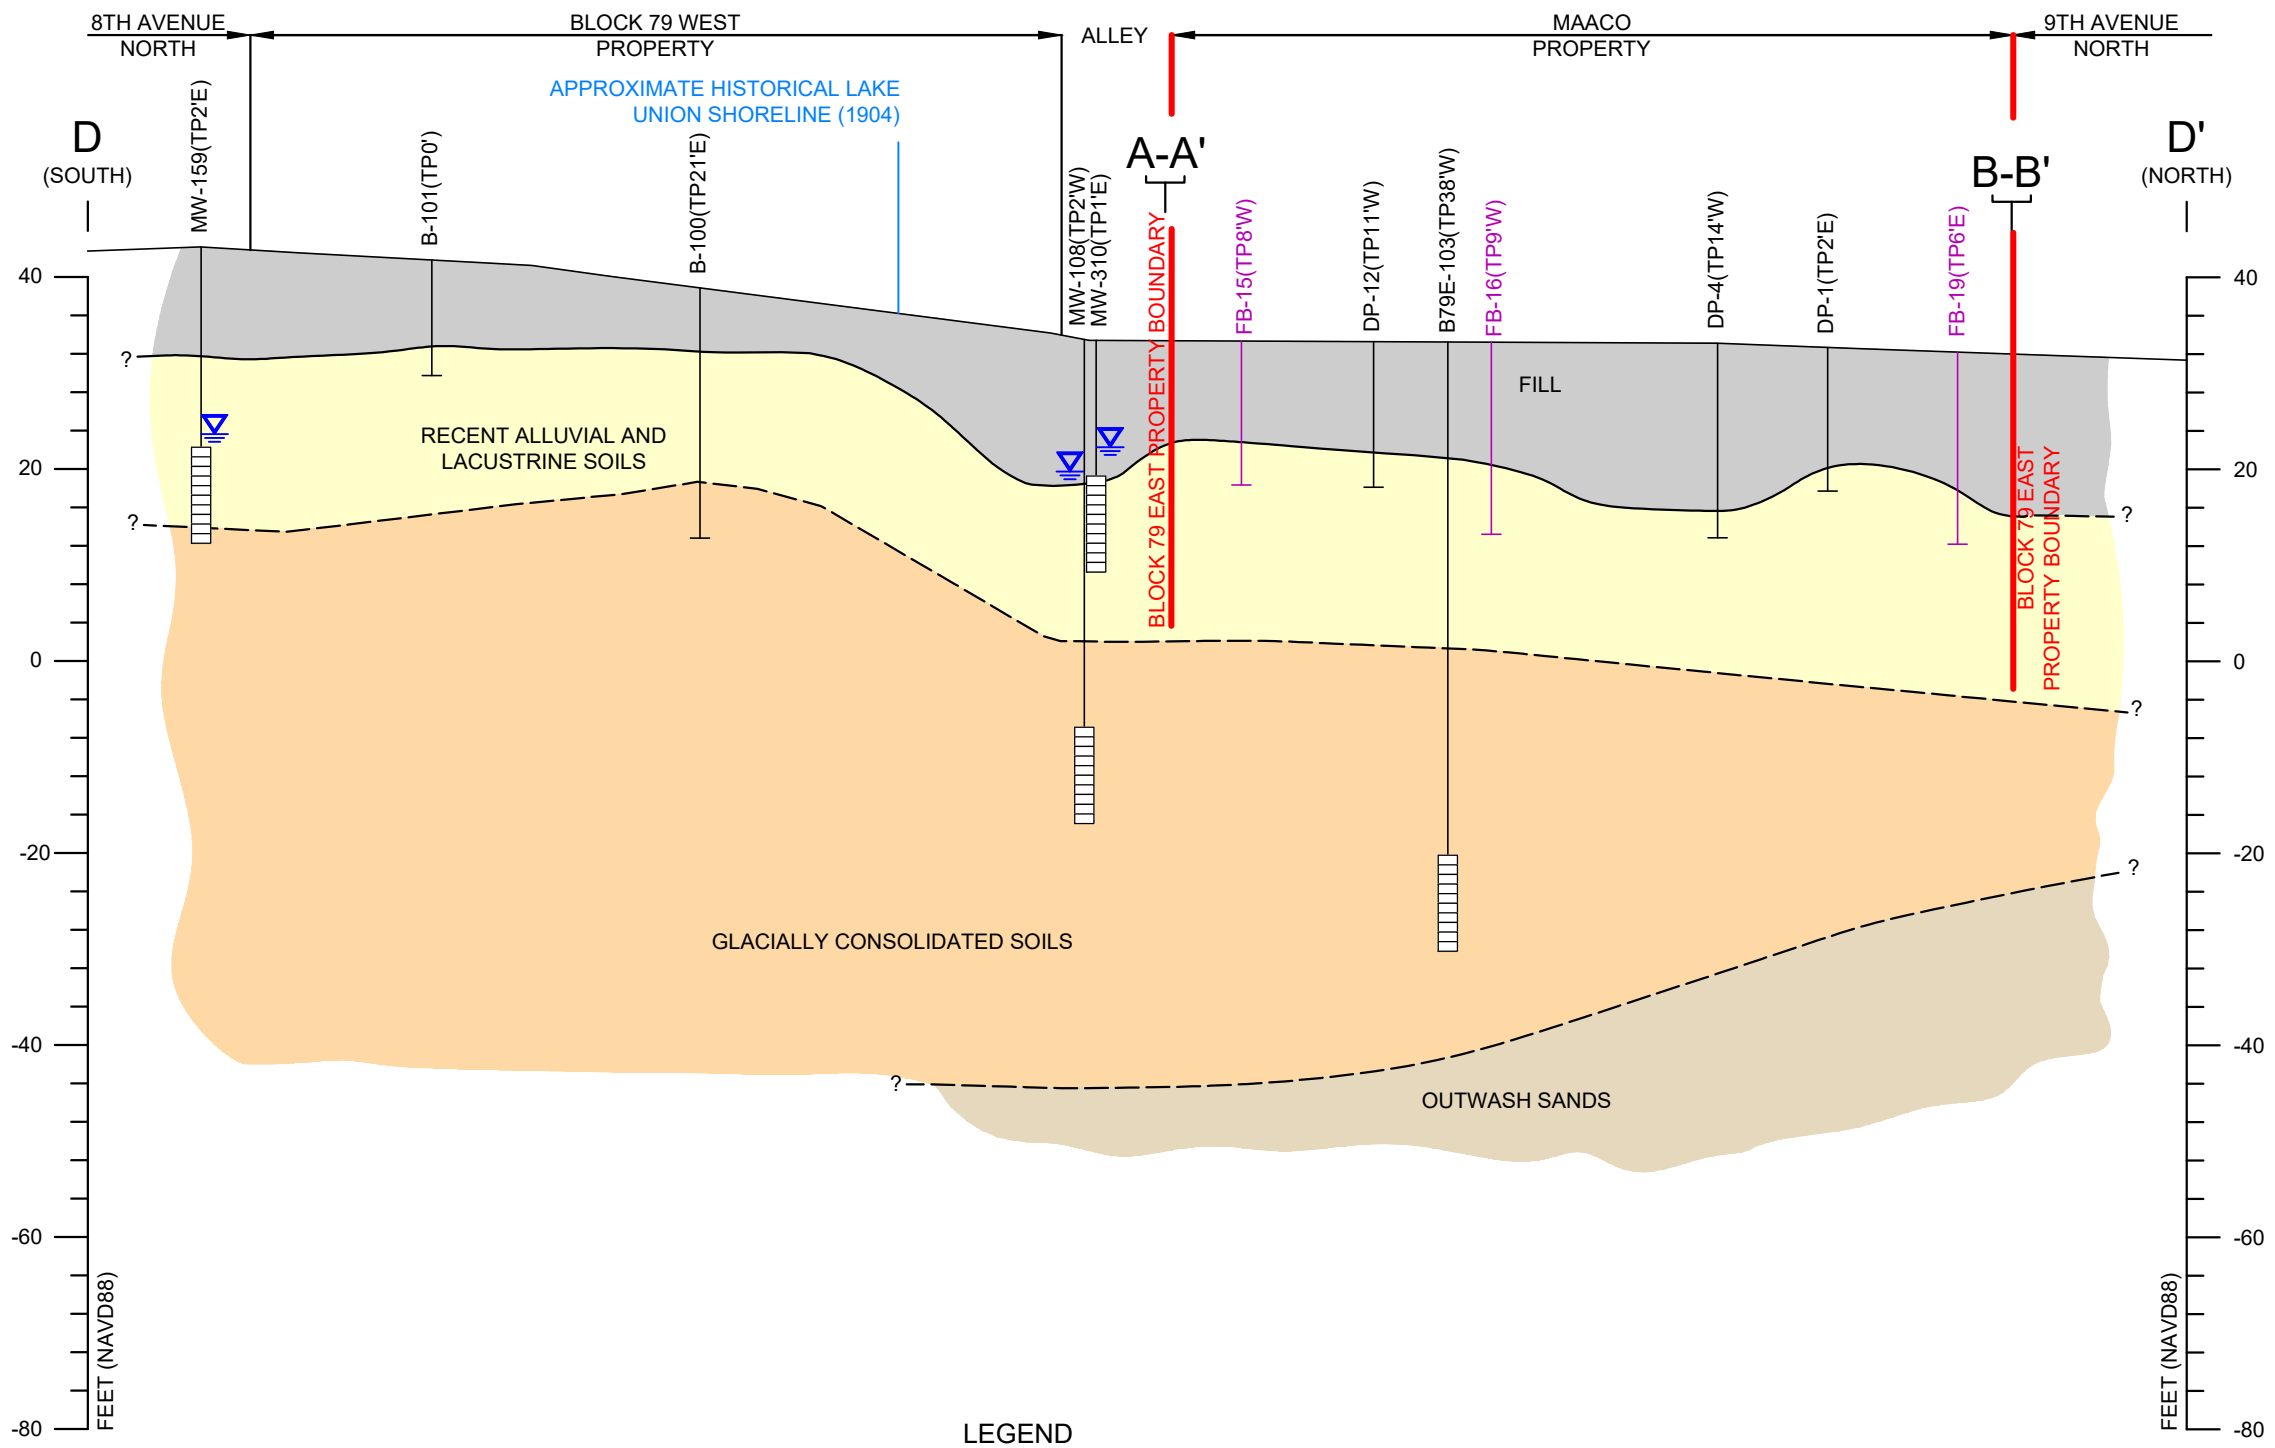 8TH AVENUE
NORTH
BLOCK 79 WEST
PROPERTY
ALLEY
MAACO
PROPERTY
9TH AVENUE
NORTH
APPROXIMATE HISTORICAL LAKE
UNION SHORELINE (1904)
D
(SOUTH)
D'
(NORTH)
A-A'
B-B'
MW-159(TP2'E)
B-101(TP0')
B-100(TP21'E)
MW-108(TP2'W)
MW-310(TP1'E)
BLOCK 79 EAST PROPERTY BOUNDARY
FB-15(TP8'W)
DP-12(TP11'W)
B79E-103(TP38'W)
FB-16(TP9'W)
DP-4(TP14'W)
DP-1(TP2'E)
FB-19(TP6'E)
BLOCK 79 EAST
PROPERTY BOUNDARY
40
20
0
-20
-40
-60
-80
FEET (NAVD88)
?
?
FILL
RECENT ALLUVIAL AND
LACUSTRINE SOILS
GLACIALLY CONSOLIDATED SOILS
?
OUTWASH SANDS
?
?
?
40
20
0
-20
-40
-60
-80
FEET (NAVD88)
LEGEND